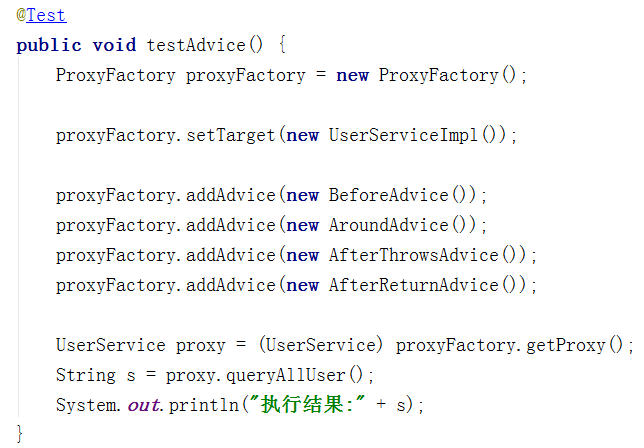 @Test
public void testAdvice() {
    ProxyFactory proxyFactory = new ProxyFactory();
    proxyFactory.setTarget(new UserServiceImpl());
    proxyFactory.addAdvice(new BeforeAdvice());
    proxyFactory.addAdvice(new AroundAdvice());
    proxyFactory.addAdvice(new AfterThrowsAdvice());
    proxyFactory.addAdvice(new AfterReturnAdvice());
    UserService proxy = (UserService) proxyFactory.getProxy();
    String s = proxy.queryAllUser();
    System.out.println("执行结果:" + s);
}